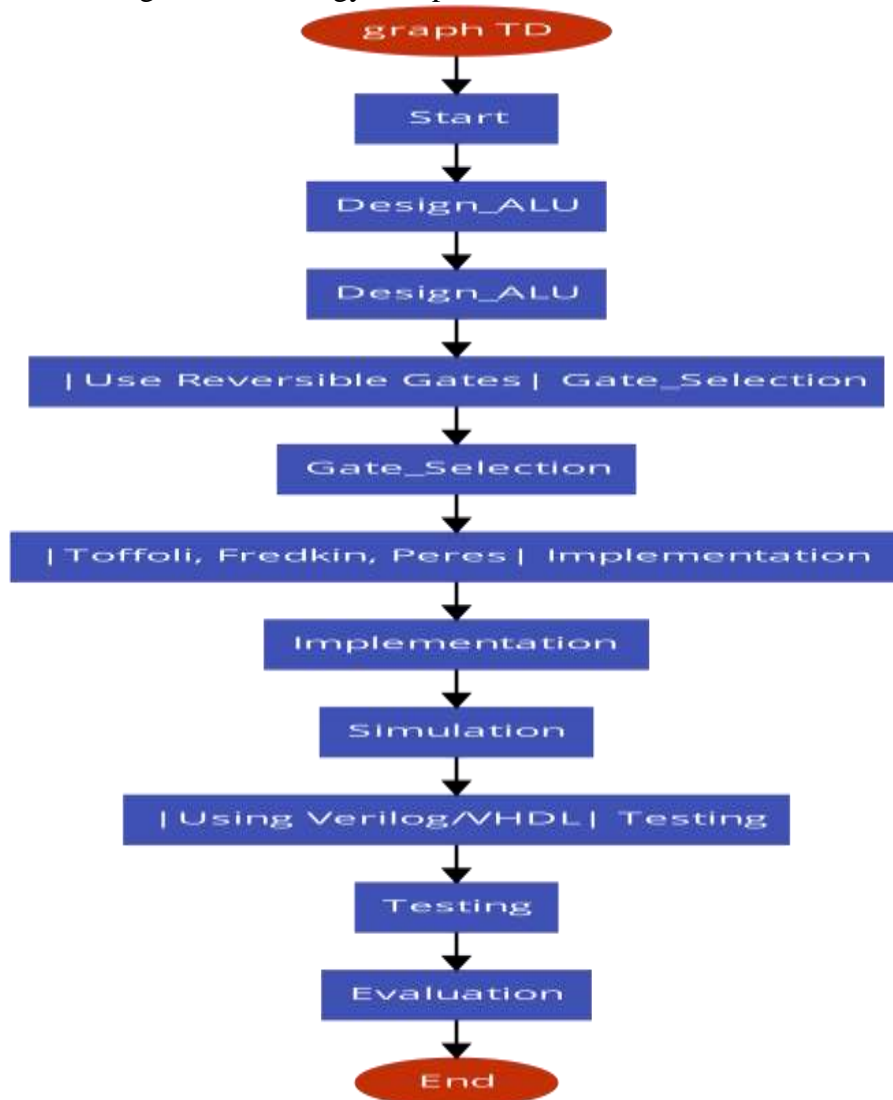 graph TD
Start
Design_ALU
Design_ALU
|Use Reversible Gates| Gate_Selection
Gate_Selection
|Toffoli, Fredkin, Peres| Implementation
Implementation
Simulation
|Using Verilog/VHDL| Testing
Testing
Evaluation
End